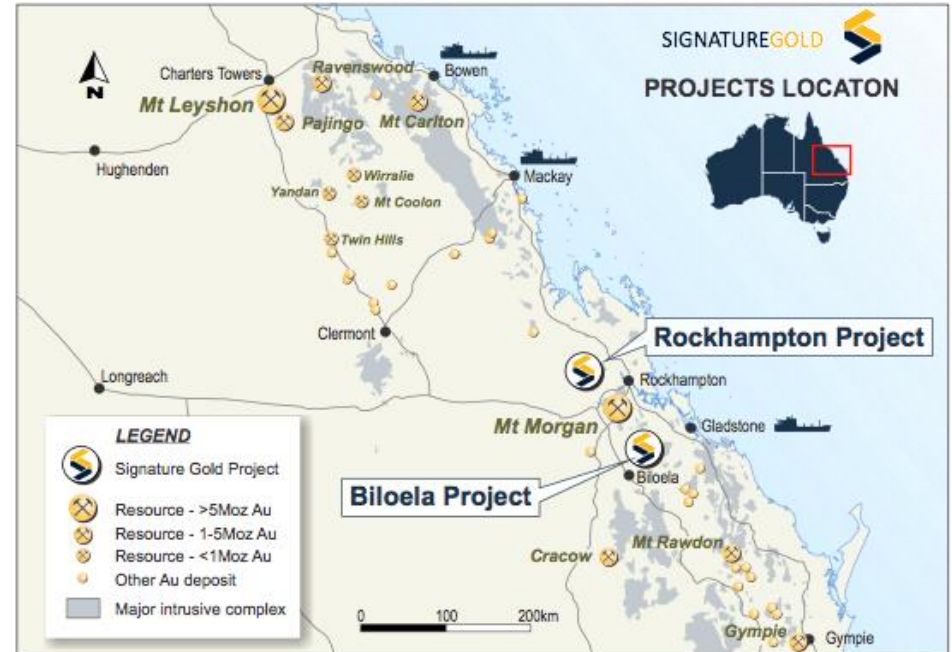 SIGNATUREGOLD
PROJECTS LOCATON
N
Charters Towers
Ravenswood
Bowen
Mt Leyshon
Pajingo
Mt Carlton
Hughenden
Wirralie
Mackay
Yandan
Mt Coolon
Twin Hills
Clermont
Rockhampton Project
Longreach
Rockhampton
Mt Morgan
Gladstone
LEGEND
Signature Gold Project
Resource - >5Moz Au
Resource - 1-5Moz Au
Resource - <1Moz Au
Other Au deposit
Major intrusive complex
Biloela Project
Biloela
Cracow
Mt Rawdon
0 100 200km
Gympie
Gympie